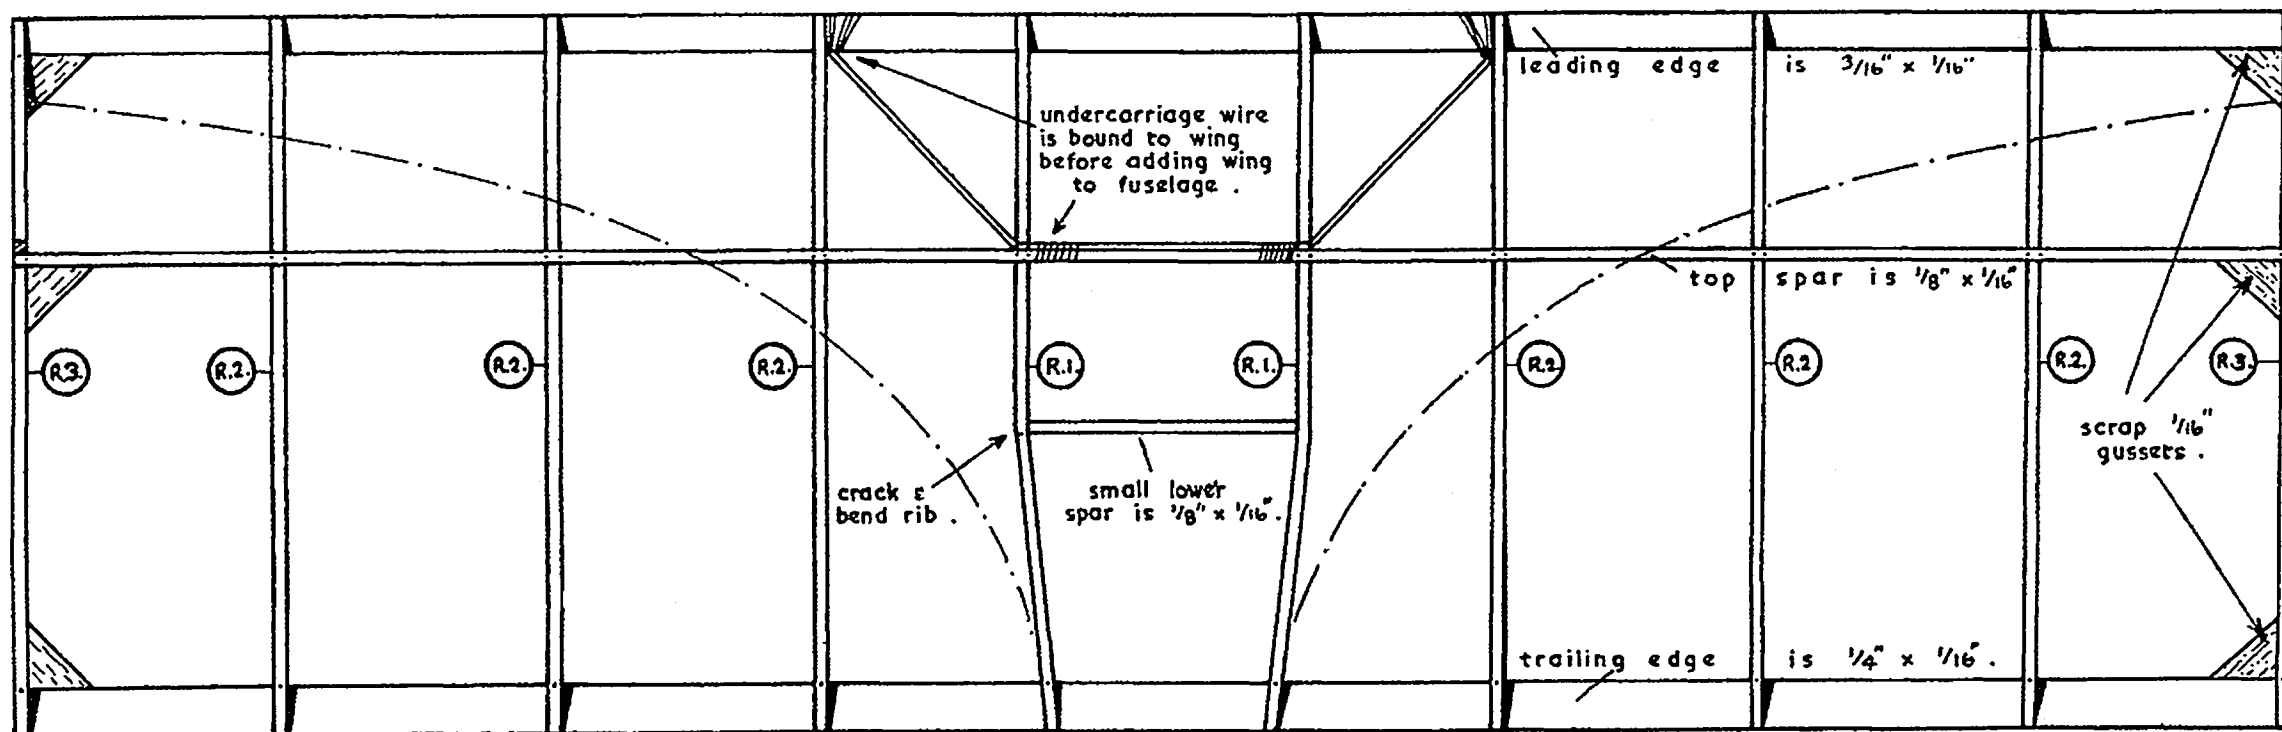 leading edge is 3/16" x 1/16"
undercarriage wire
is bound to wing
before adding wing
to fuselage .
top spar is 1/8" x 1/16"
R.3.
R.2.
R.2.
R.2.
R.1.
R.1.
R.2
R.2
R.2.
R.3.
scrap 1/16"
gussets .
crack &
bend rib .
small lower
spar is 1/8" x 1/16".
trailing edge is 1/4" x 1/16".